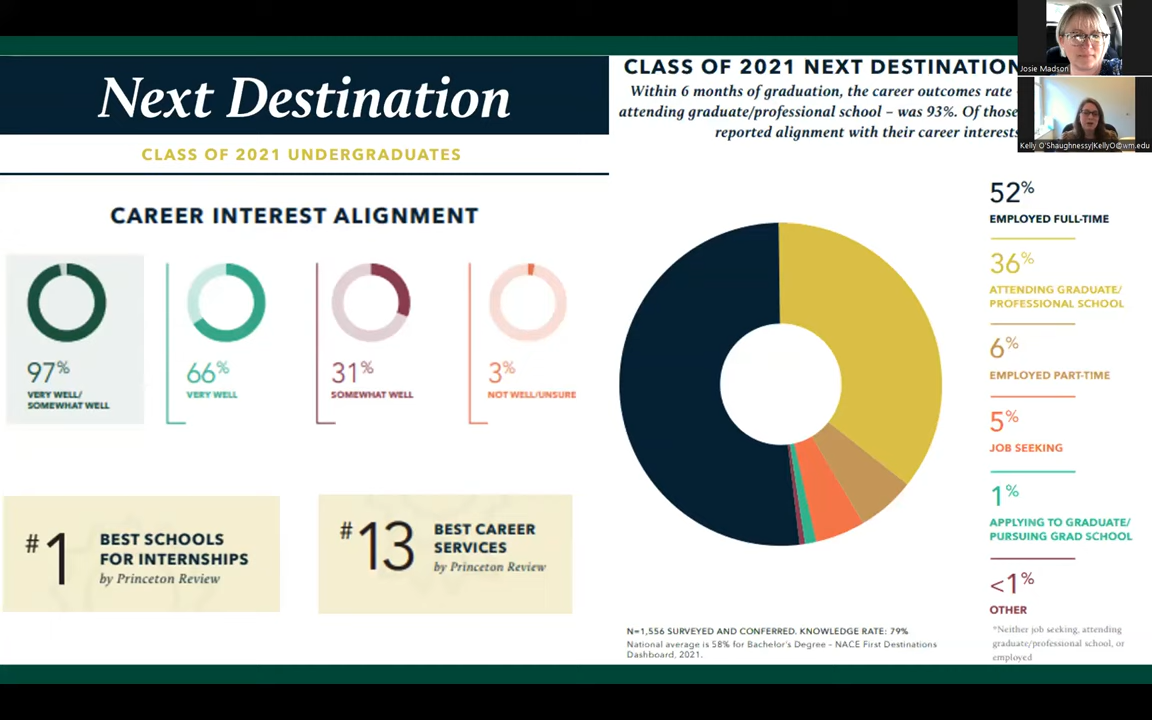 Next Destination
CLASS OF 2021 UNDERGRADUATES
CAREER INTEREST ALIGNMENT
97%
VERY WELL/
SOMEWHAT WELL
66%
VERY WELL
31%
SOMEWHAT WELL
3%
NOT WELL/UNSURE
#1
BEST SCHOOLS
FOR INTERNSHIPS
by Princeton Review
#13
BEST CAREER
SERVICES
by Princeton Review
CLASS OF 2021 NEXT DESTINATION
Within 6 months of graduation, the career outcomes rate
attending graduate/professional school – was 93%. Of those
reported alignment with their career interests
52%
EMPLOYED FULL-TIME
36%
ATTENDING GRADUATE/
PROFESSIONAL SCHOOL
6%
EMPLOYED PART-TIME
5%
JOB SEEKING
1%
APPLYING TO GRADUATE/
PURSUING GRAD SCHOOL
<1%
OTHER
*Neither job seeking, attending
graduate/professional school, or
employed
N=1,556 SURVEYED AND CONFERRED. KNOWLEDGE RATE: 79%
National average is 58% for Bachelor's Degree – NACE First Destinations
Dashboard, 2021.
Josie Madson
Kelly O'Shaughnessy|KellyO@wm.edu